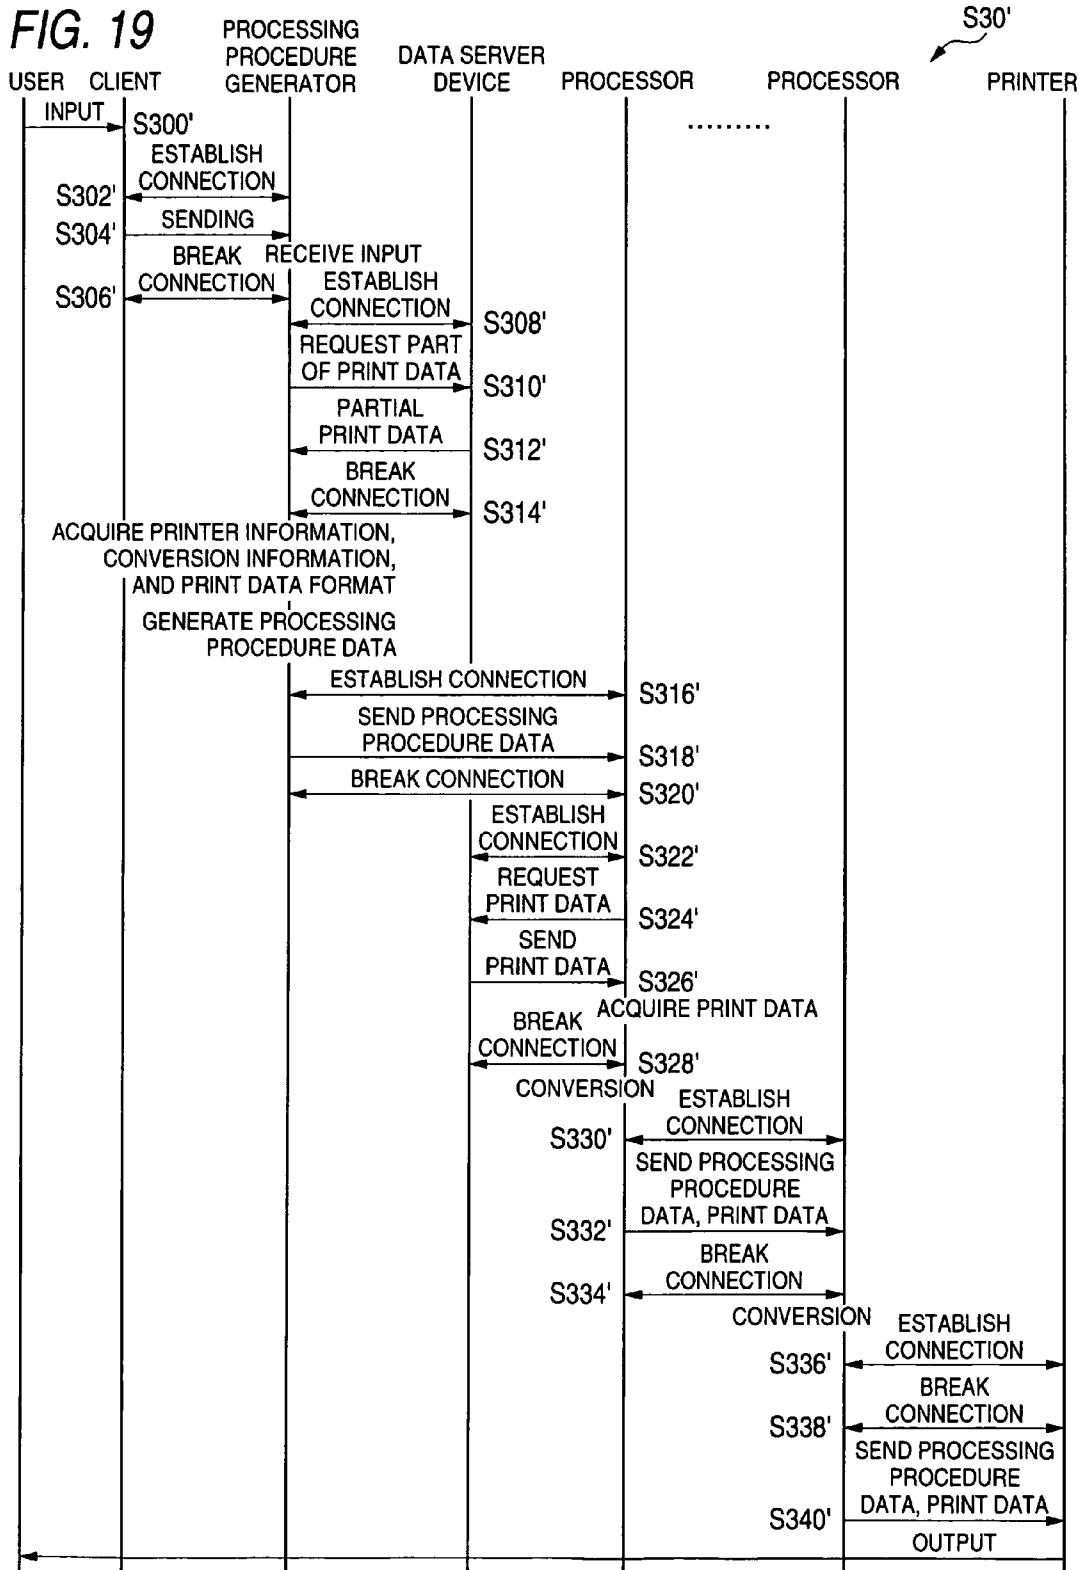 FIG. 19
S30'
USER
CLIENT
PROCESSING
PROCEDURE
GENERATOR
DATA SERVER
DEVICE
PROCESSOR
PROCESSOR
PRINTER
INPUT
S300'
.........
ESTABLISH
CONNECTION
S302'
SENDING
S304'
RECEIVE INPUT
BREAK
CONNECTION
S306'
ESTABLISH
CONNECTION
S308'
REQUEST PART
OF PRINT DATA
S310'
PARTIAL
PRINT DATA
S312'
BREAK
CONNECTION
S314'
ACQUIRE PRINTER INFORMATION,
CONVERSION INFORMATION,
AND PRINT DATA FORMAT
GENERATE PROCESSING
PROCEDURE DATA
ESTABLISH CONNECTION
S316'
SEND PROCESSING
PROCEDURE DATA
S318'
BREAK CONNECTION
S320'
ESTABLISH
CONNECTION
S322'
REQUEST
PRINT DATA
S324'
SEND
PRINT DATA
S326'
ACQUIRE PRINT DATA
BREAK
CONNECTION
S328'
CONVERSION
ESTABLISH
CONNECTION
S330'
SEND PROCESSING
PROCEDURE
DATA, PRINT DATA
S332'
BREAK
CONNECTION
S334'
CONVERSION
ESTABLISH
CONNECTION
S336'
BREAK
CONNECTION
S338'
SEND PROCESSING
PROCEDURE
DATA, PRINT DATA
S340'
OUTPUT